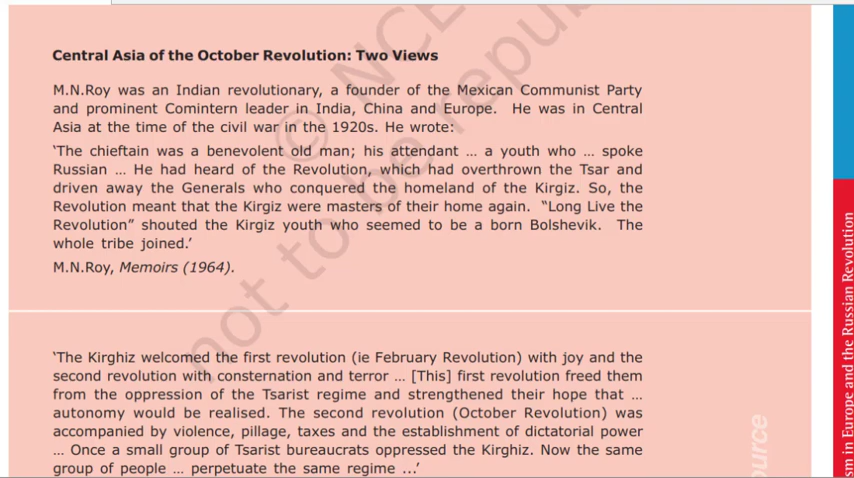 Central Asia of the October Revolution: Two Views
M.N.Roy was an Indian revolutionary, a founder of the Mexican Communist Party
and prominent Comintern leader in India, China and Europe. He was in Central
Asia at the time of the civil war in the 1920s. He wrote:
‘The chieftain was a benevolent old man; his attendant … a youth who … spoke
Russian … He had heard of the Revolution, which had overthrown the Tsar and
driven away the Generals who conquered the homeland of the Kirgiz. So, the
Revolution meant that the Kirgiz were masters of their home again. “Long Live the
Revolution” shouted the Kirgiz youth who seemed to be a born Bolshevik. The
whole tribe joined.’
M.N.Roy, Memoirs (1964).
‘The Kirghiz welcomed the first revolution (ie February Revolution) with joy and the
second revolution with consternation and terror … [This] first revolution freed them
from the oppression of the Tsarist regime and strengthened their hope that …
autonomy would be realised. The second revolution (October Revolution) was
accompanied by violence, pillage, taxes and the establishment of dictatorial power
… Once a small group of Tsarist bureaucrats oppressed the Kirghiz. Now the same
group of people … perpetuate the same regime …’
© NCE
not to be repub
ource
sm in Europe and the Russian Revolution